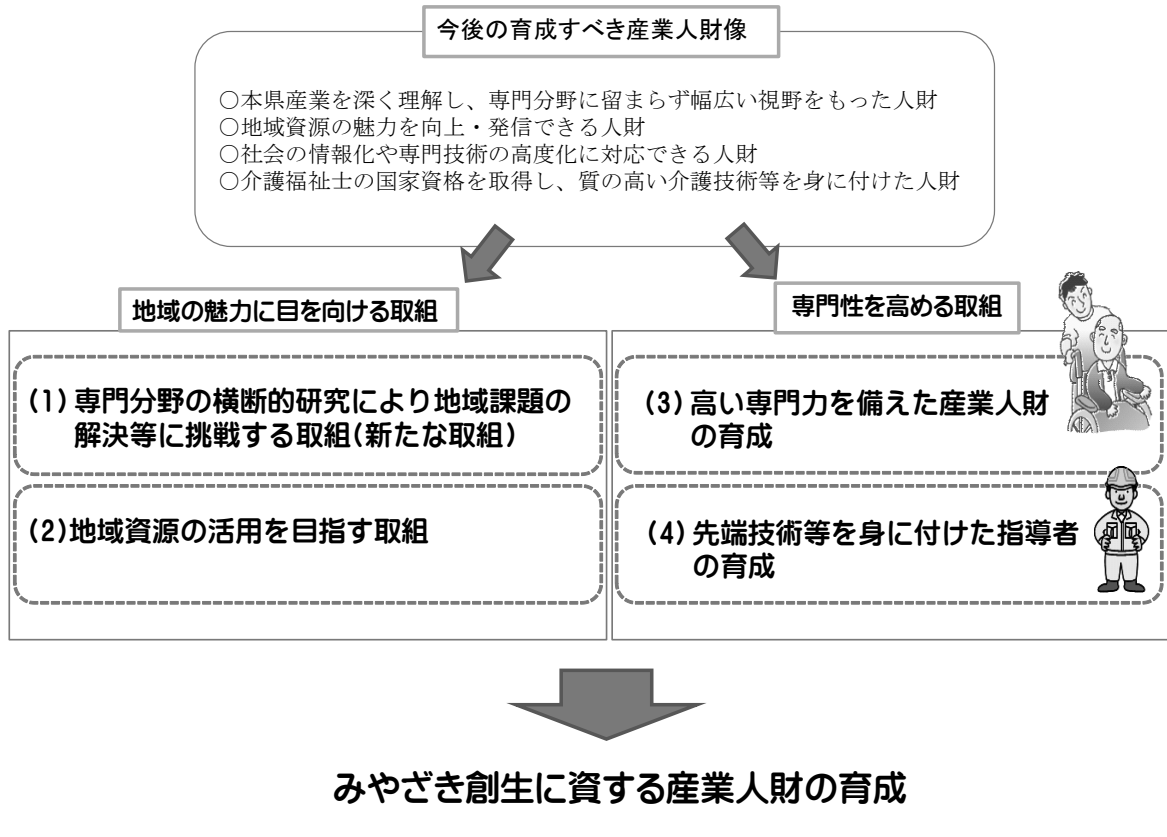 今後の育成すべき産業人財像
○本県産業を深く理解し、専門分野に留まらず幅広い視野をもった人財
○地域資源の魅力を向上・発信できる人財
○社会の情報化や専門技術の高度化に対応できる人財
○介護福祉士の国家資格を取得し、質の高い介護技術等を身に付けた人財
地域の魅力に目を向ける取組
(1) 専門分野の横断的研究により地域課題の
解決等に挑戦する取組(新たな取組)
(2)地域資源の活用を目指す取組
専門性を高める取組
(3) 高い専門力を備えた産業人財
の育成
(4) 先端技術等を身に付けた指導者
の育成
みやざき創生に資する産業人財の育成